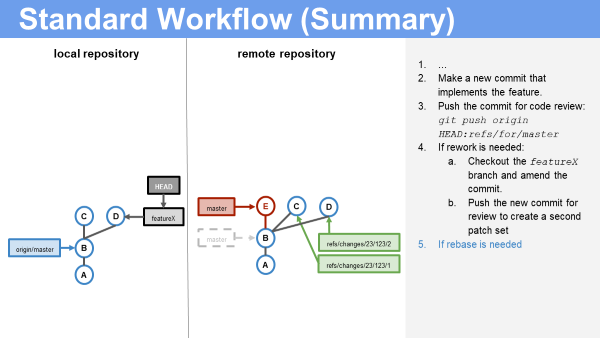 Standard Workflow (Summary)
local repository
remote repository
HEAD
featureX
C
D
origin/master
B
A
master
E
C
D
master
B
A
refs/changes/23/123/2
refs/changes/23/123/1
1. ...
2. Make a new commit that
implements the feature.
3. Push the commit for code review:
git push origin
HEAD:refs/for/master
4. If rework is needed:
a. Checkout the featureX
branch and amend the
commit.
b. Push the new commit for
review to create a second
patch set
5. If rebase is needed